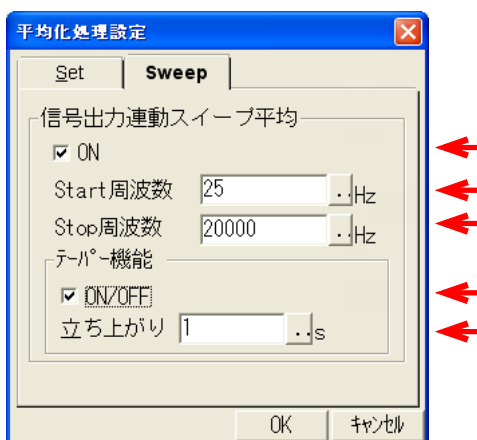 平均化処理設定
Set Sweep
信号出力連動スイープ平均
ON
Start周波数 25 ..Hz
Stop周波数 20000 ..Hz
ﾃｰﾊﾟｰ機能
ON/OFF
立ち上がり 1 ..s
OK ｷｬﾝｾﾙ